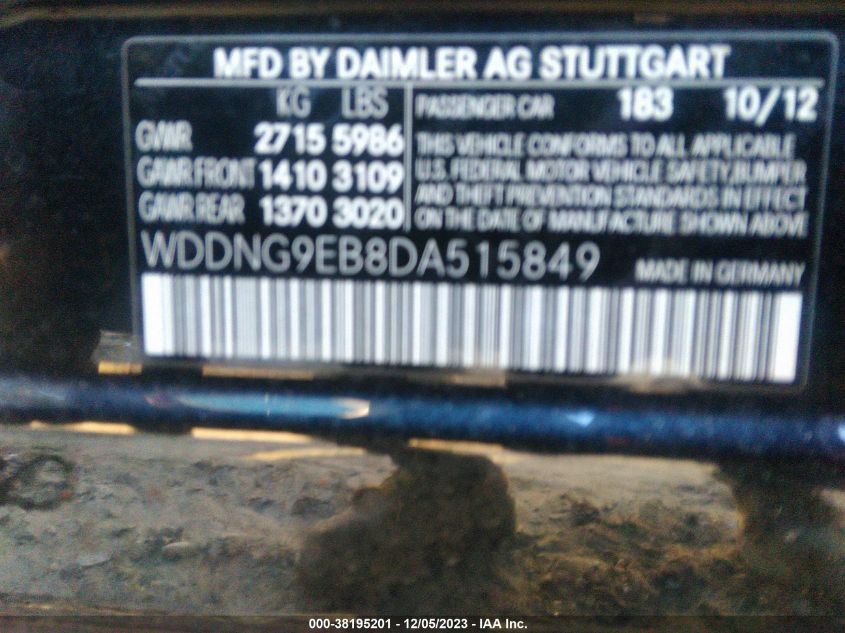 MFD BY DAIMLER AG STUTTGART
KG LBS
GVWR 2715 5986
GAWR FRONT 1410 3109
GAWR REAR 1370 3020
PASSENGER CAR 183 10/12
THIS VEHICLE CONFORMS TO ALL APPLICABLE
U.S. FEDERAL MOTOR VEHICLE SAFETY, BUMPER
AND THEFT PREVENTION STANDARDS IN EFFECT
ON THE DATE OF MANUFACTURE SHOWN ABOVE
WDDNG9EB8DA515849 MADE IN GERMANY
000-38195201 - 12/05/2023 - IAA Inc.